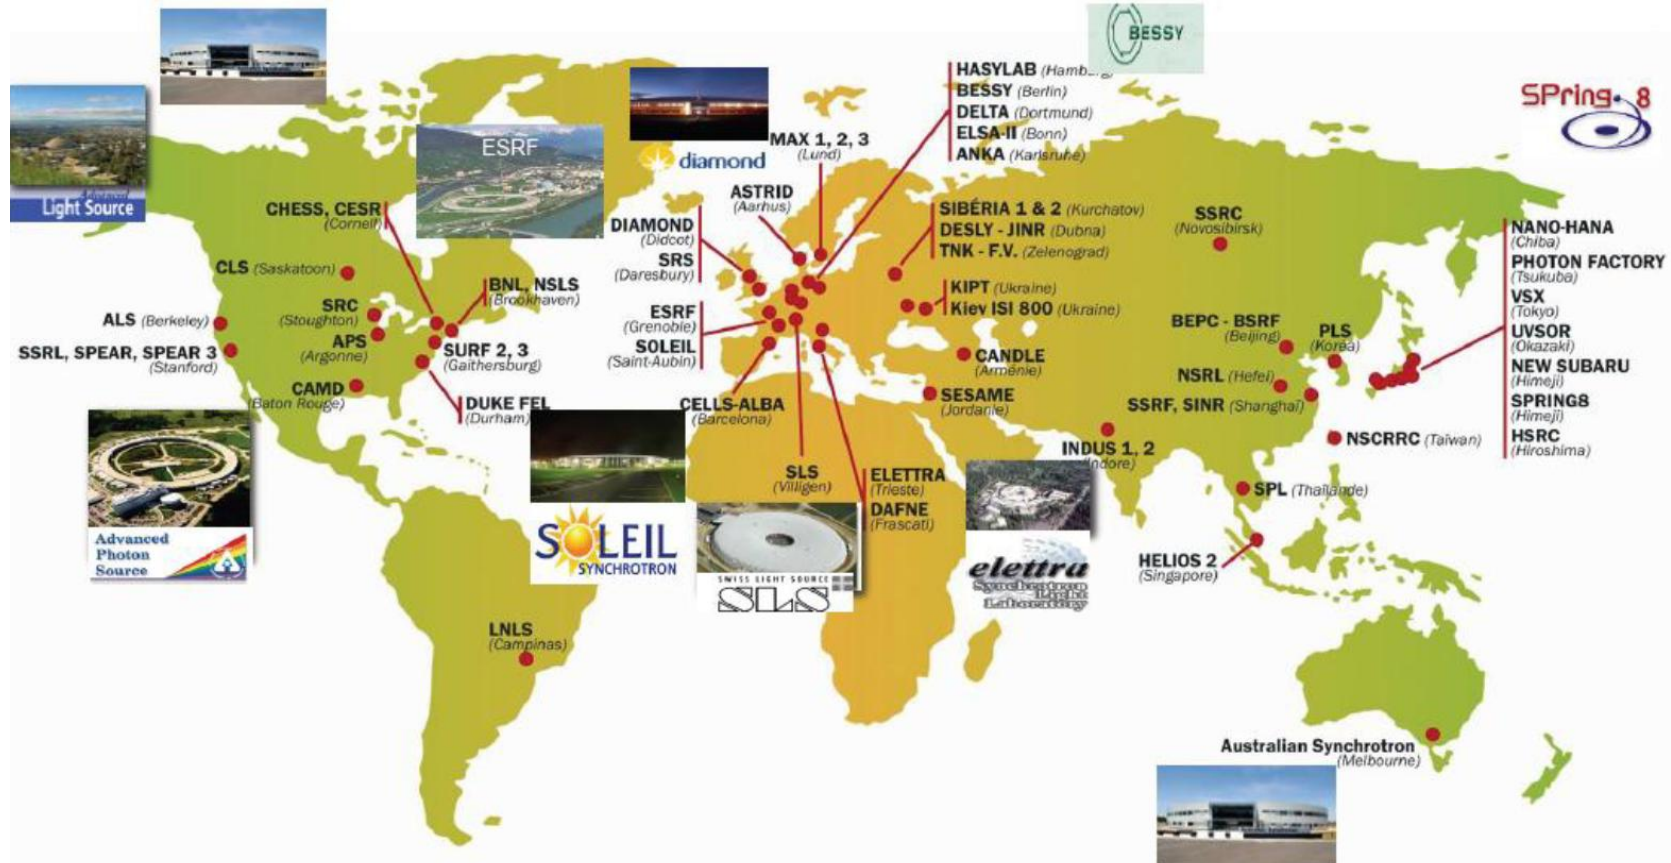 BESSY
HASYLAB (Hamburg
BESSY (Berlin)
DELTA (Dortmund)
ELSA-II (Bonn)
ANKA (Karlsruhe)
SPring-8
ESRF
diamond
MAX 1, 2, 3
(Lund)
Advanced
Light Source
ASTRID
(Aarhus)
CHESS, CESR
(Cornell)
DIAMOND
(Didcot)
SRS
(Daresbury)
SIBÉRIA 1 & 2 (Kurchatov)
DESLY - JINR (Dubna)
TNK - F.V. (Zelenograd)
SSRC
(Novosibirsk)
NANO-HANA
(Chiba)
PHOTON FACTORY
(Tsukuba)
VSX
(Tokyo)
UVSOR
(Okazaki)
NEW SUBARU
(Himeji)
SPRING8
(Himeji)
HSRC
(Hiroshima)
CLS (Saskatoon)
BNL, NSLS
(Brookhaven)
KIPT (Ukraine)
Kiev ISI 800 (Ukraine)
SRC
(Stoughton)
ALS (Berkeley)
APS
(Argonne)
SSRL, SPEAR, SPEAR 3
(Stanford)
SURF 2, 3
(Gaithersburg)
ESRF
(Grenoble)
SOLEIL
(Saint-Aubin)
BEPC - BSRF
(Beijing)
PLS
(Korea)
CANDLE
(Arménie)
NSRL (Hefei)
CAMD
(Baton Rouge)
DUKE FEL
(Durham)
CELLS-ALBA
(Barcelona)
SESAME
(Jordanie)
SSRF, SINR (Shanghai)
NSCRRC (Taiwan)
INDUS 1, 2
(Indore)
SLS
(Villigen)
ELETTRA
(Trieste)
DAFNE
(Frascati)
SPL (Thaïlande)
Advanced
Photon
Source
SOLEIL
SYNCHROTRON
SWISS LIGHT SOURCE
SLS
elettra
Synchrotron
Light
Laboratory
HELIOS 2
(Singapore)
LNLS
(Campinas)
Australian Synchrotron
(Melbourne)